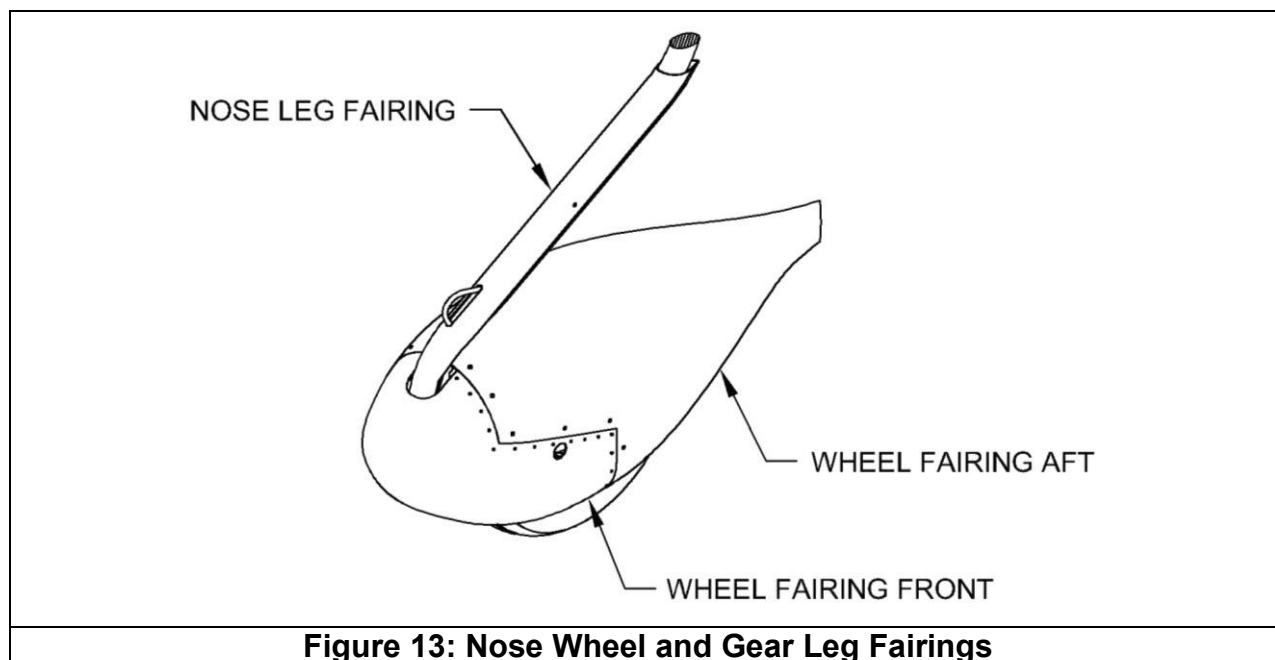 NOSE LEG FAIRING
WHEEL FAIRING AFT
WHEEL FAIRING FRONT
Figure 13: Nose Wheel and Gear Leg Fairings